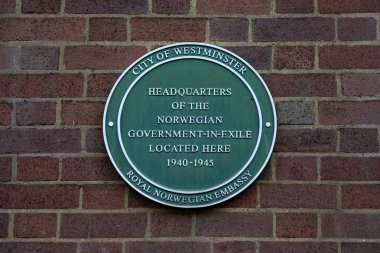 CITY OF WESTMINSTER
HEADQUARTERS
OF THE
NORWEGIAN
GOVERNMENT-IN-EXILE
LOCATED HERE
1940-1945
ROYAL NORWEGIAN EMBASSY